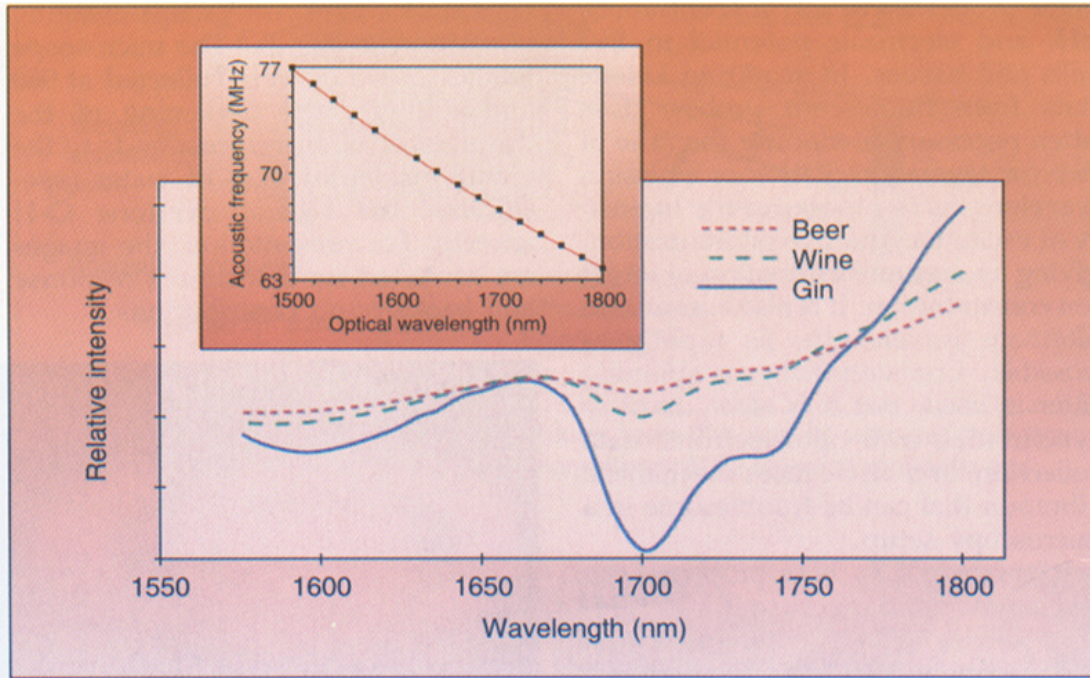 Acoustic frequency (MHz)
77
70
63
1500
1600
1700
1800
Optical wavelength (nm)
Beer
Wine
Gin
Relative intensity
1550
1600
1650
1700
1750
1800
Wavelength (nm)